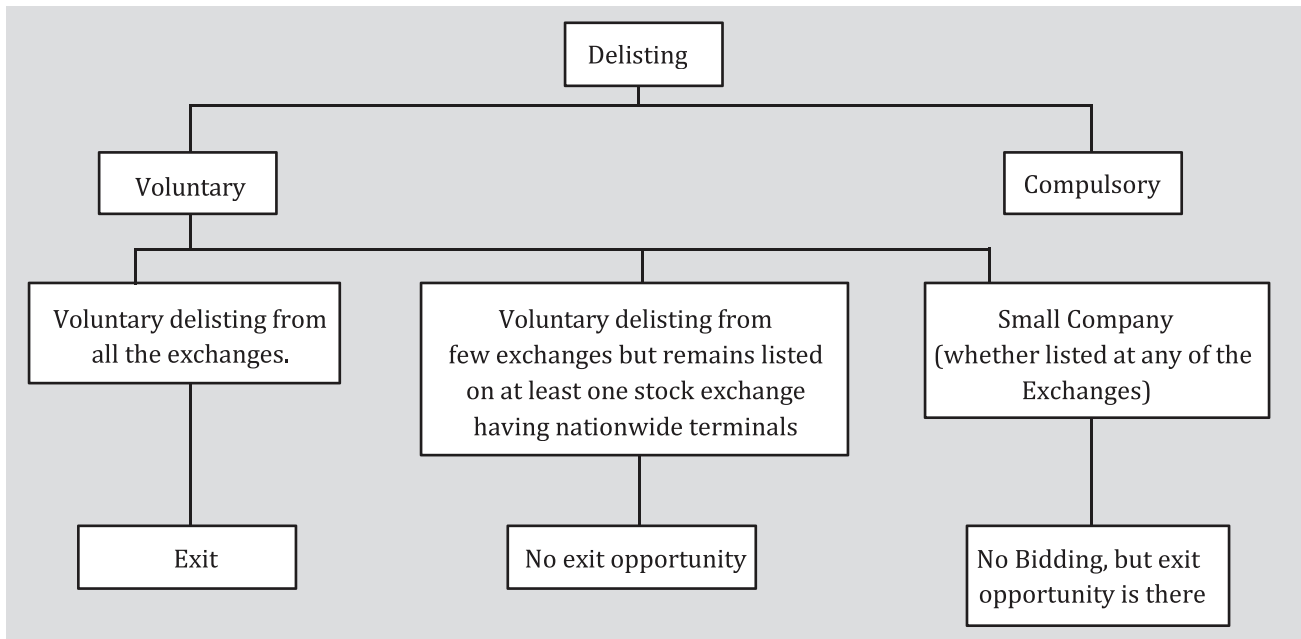 Delisting
Voluntary
Compulsory
Voluntary delisting from
all the exchanges.
Voluntary delisting from
few exchanges but remains listed
on at least one stock exchange
having nationwide terminals
Small Company
(whether listed at any of the
Exchanges)
Exit
No exit opportunity
No Bidding, but exit
opportunity is there